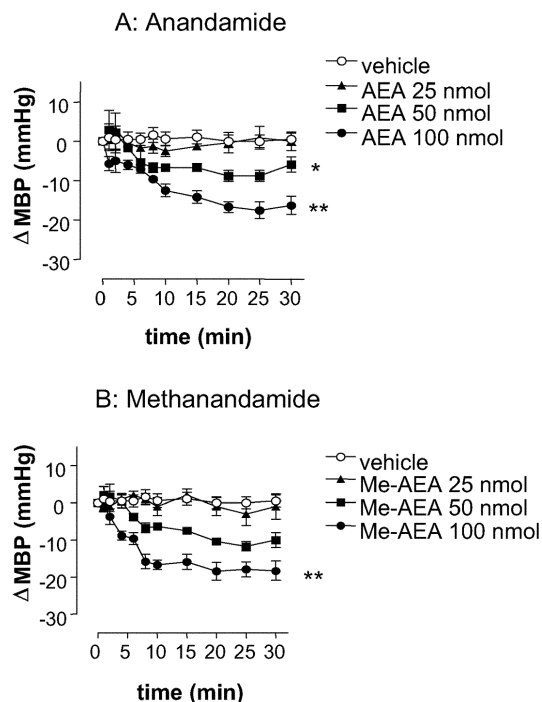 A: Anandamide
vehicle
AEA 25 nmol
AEA 50 nmol
AEA 100 nmol
Δ MBP (mmHg)
10
0
-10
-20
-30
*
**
0 5 10 15 20 25 30
time (min)
B: Methanandamide
vehicle
Me-AEA 25 nmol
Me-AEA 50 nmol
Me-AEA 100 nmol
Δ MBP (mmHg)
10
0
-10
-20
-30
**
0 5 10 15 20 25 30
time (min)